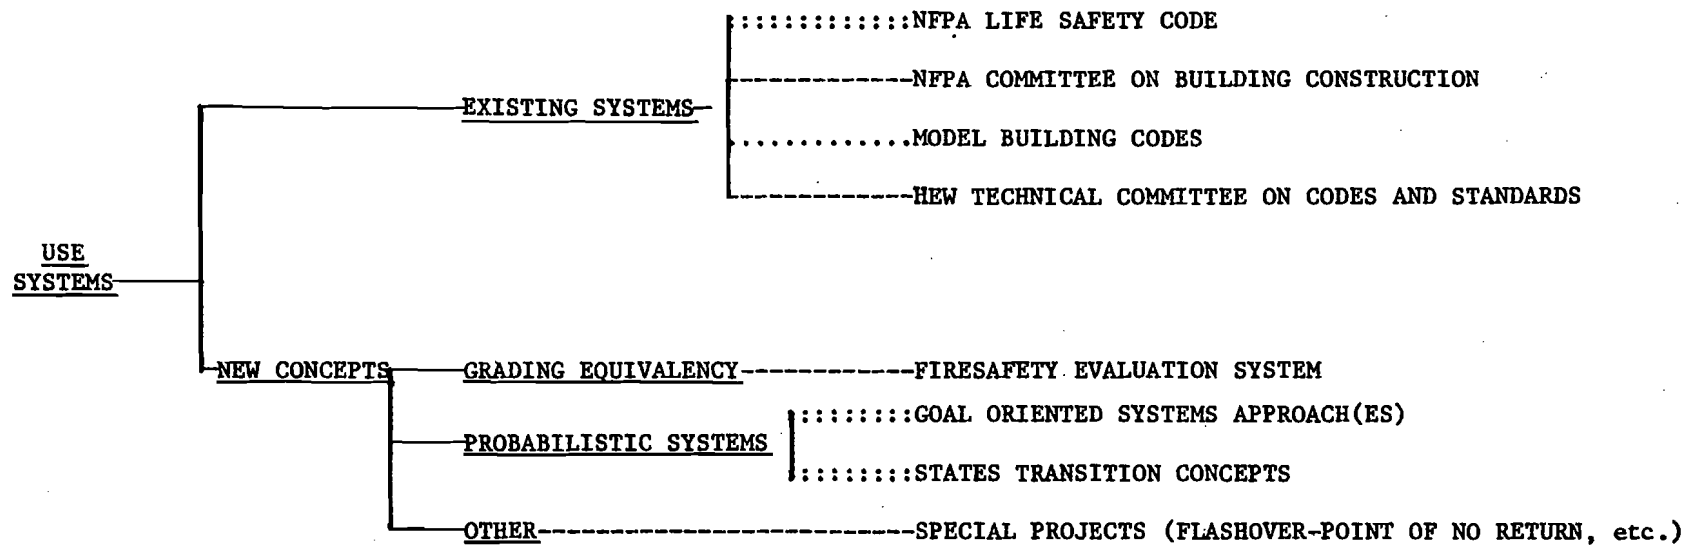 NFPA LIFE SAFETY CODE
NFPA COMMITTEE ON BUILDING CONSTRUCTION
EXISTING SYSTEMS
MODEL BUILDING CODES
HEW TECHNICAL COMMITTEE ON CODES AND STANDARDS
USE
SYSTEMS
NEW CONCEPTS
GRADING EQUIVALENCY
FIRESAFETY EVALUATION SYSTEM
GOAL ORIENTED SYSTEMS APPROACH(ES)
PROBABILISTIC SYSTEMS
STATES TRANSITION CONCEPTS
OTHER
SPECIAL PROJECTS (FLASHOVER-POINT OF NO RETURN, etc.)